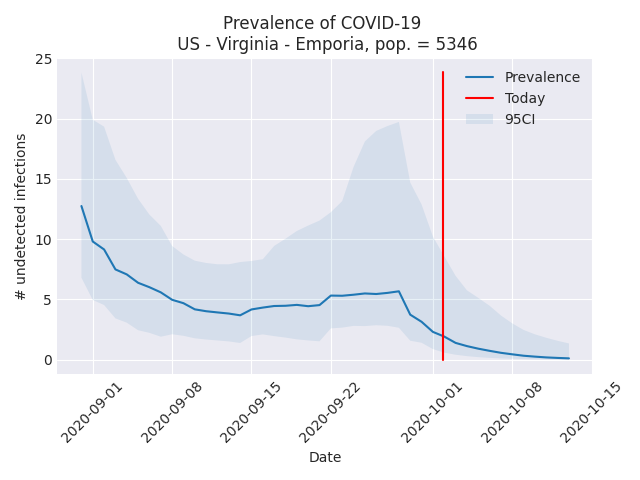 Prevalence of COVID-19
US - Virginia - Emporia, pop. = 5346
25
20
15
10
5
0
# undetected infections
Prevalence
Today
95CI
2020-09-01
2020-09-08
2020-09-15
2020-09-22
2020-10-01
2020-10-08
2020-10-15
Date